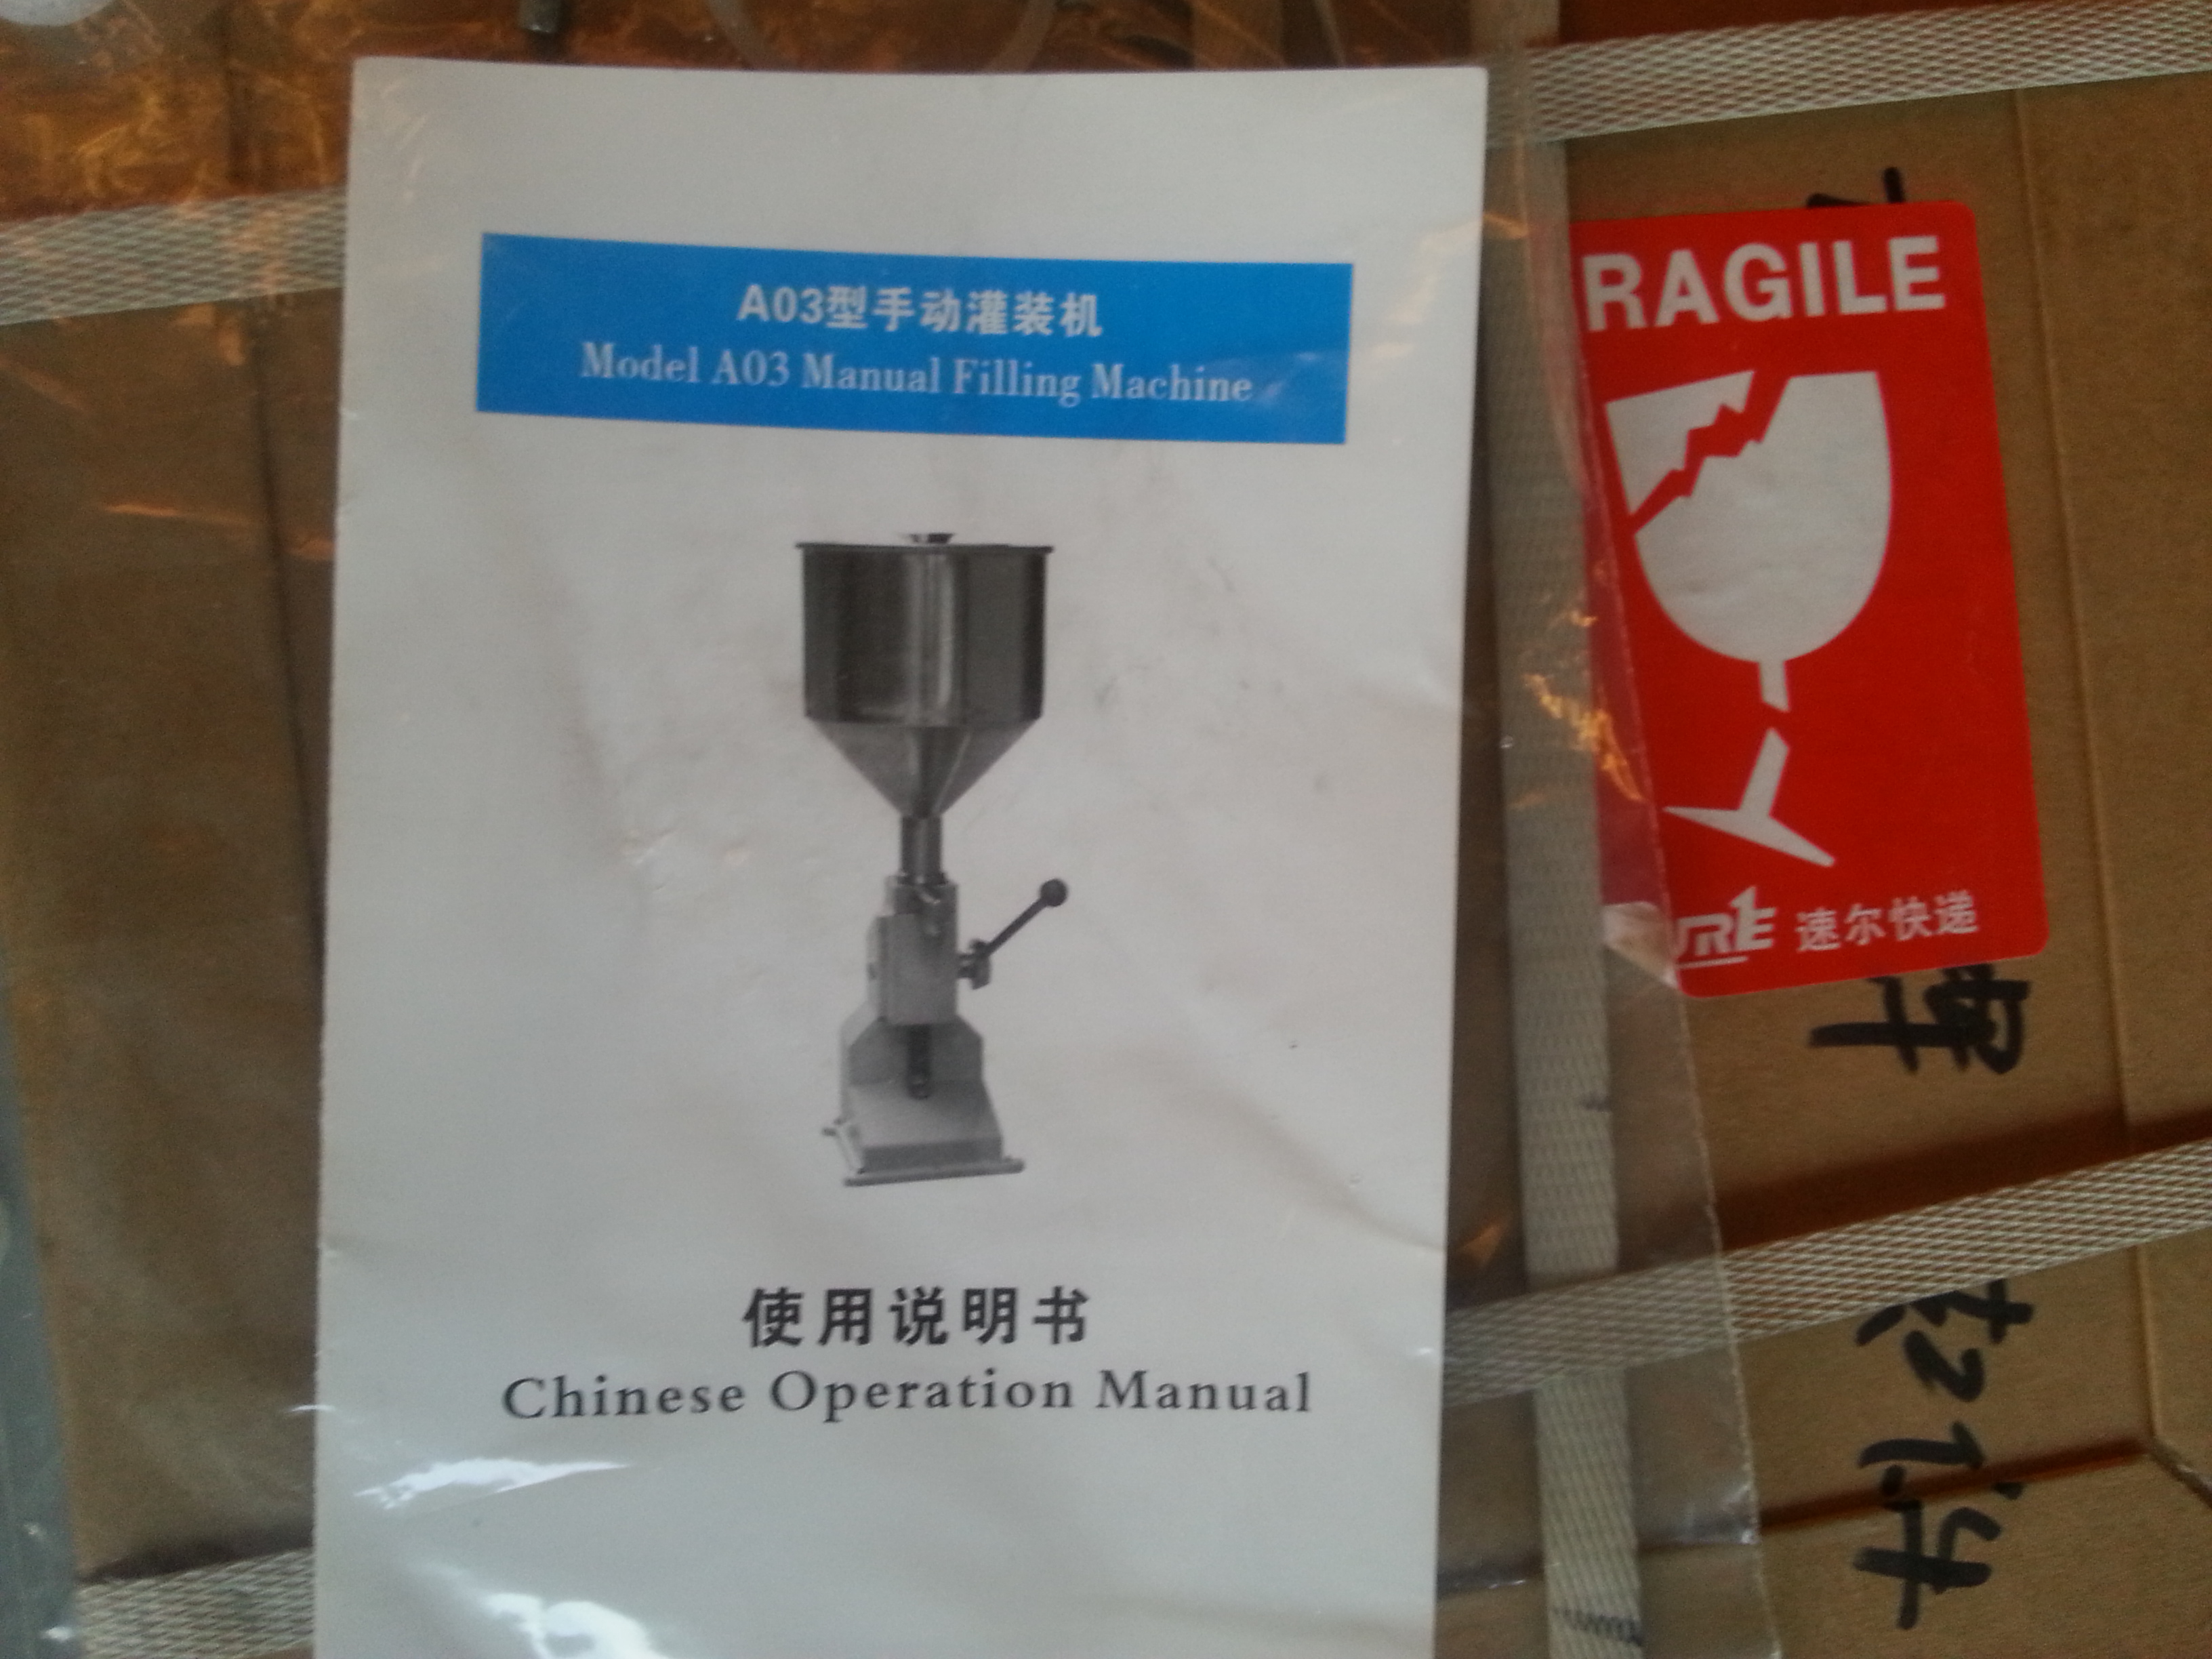 A03型手动灌装机
Model A03 Manual Filling Machine
使用说明书
Chinese Operation Manual
RAGILE
速尔快递